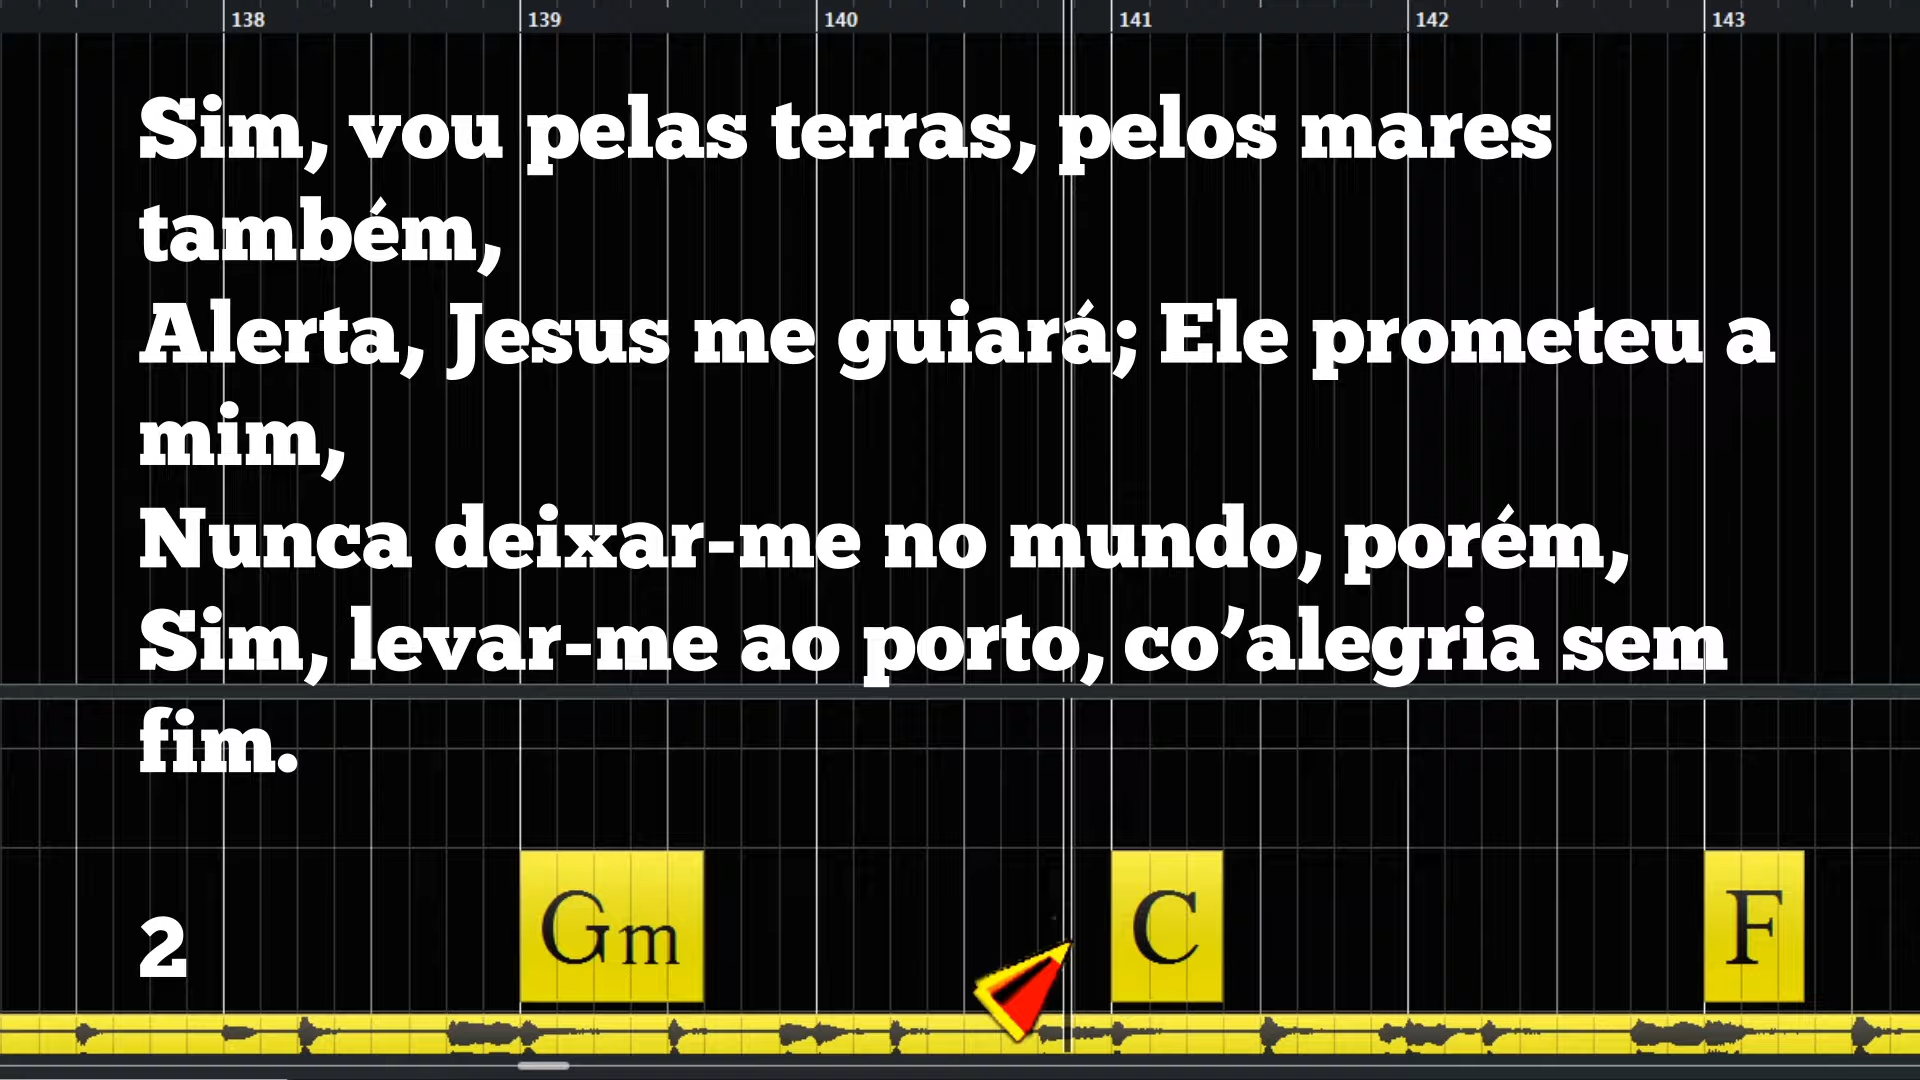 138 139 140 141 142 143
Sim, vou pelas terras, pelos mares
também,
Alerta, Jesus me guiará; Ele prometeu a
mim,
Nunca deixar-me no mundo, porém,
Sim, levar-me ao porto, co’alegria sem
fim.
2 Gm C F